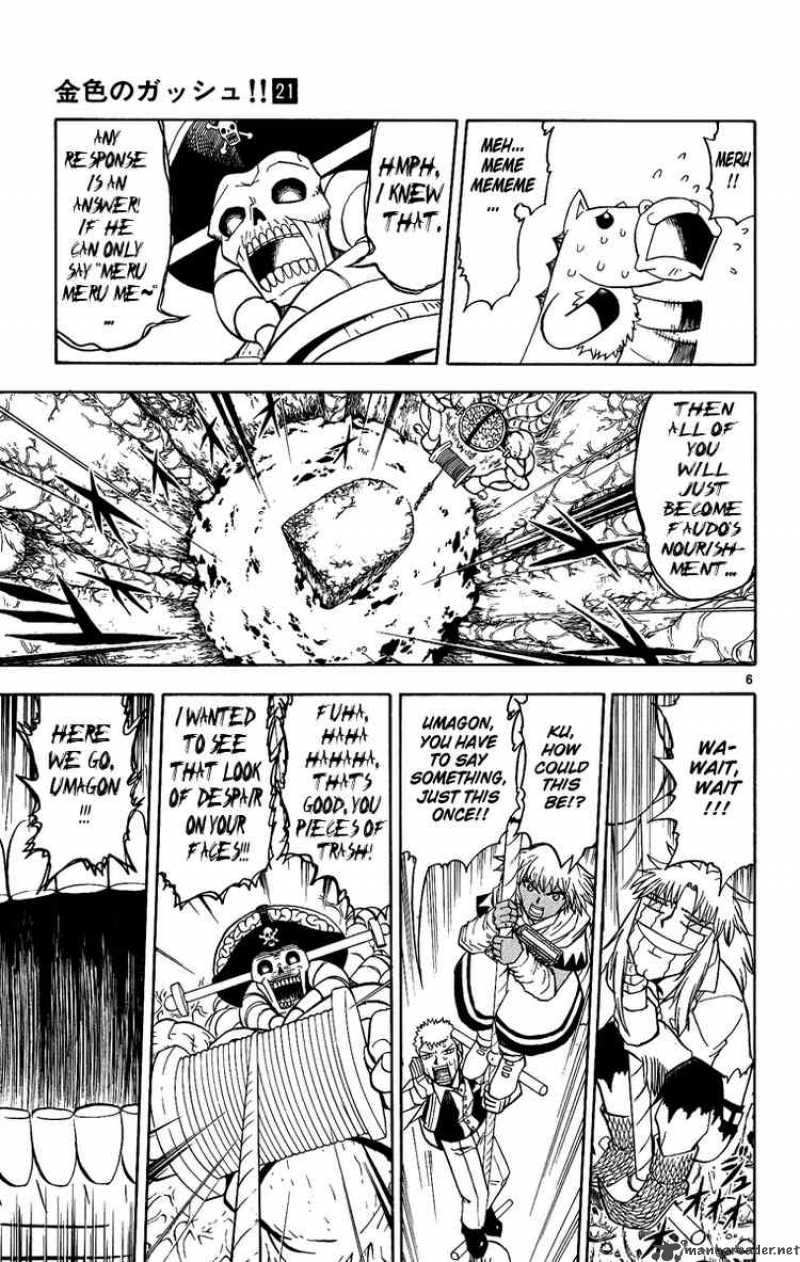 金色のガッシュ!! 21
MERU
!!
MEH...
MEME
MEMEME
...
HMPH,
I KNEW
THAT.
ANY
RESPONSE
IS AN
ANSWER!
IF HE
CAN ONLY
SAY "MERU
MERU ME~"
...
THEN
ALL OF
YOU
WILL
JUST
BECOME
FAUDO'S
NOURISH-
MENT...
6
WA-
WAIT,
WAIT
!!!
KU,
HOW
COULD
THIS
BE!?
UMAGON,
YOU HAVE
TO SAY
SOMETHING,
JUST THIS
ONCE!!
FUHA,
HAHA
HAHAHA,
THAT'S
GOOD, YOU
PIECES OF
TRASH!
I WANTED
TO SEE
THAT LOOK
OF DESPAIR
ON YOUR
FACES!!!
HERE
WE GO,
UMAGON
!!!
mangareader.net